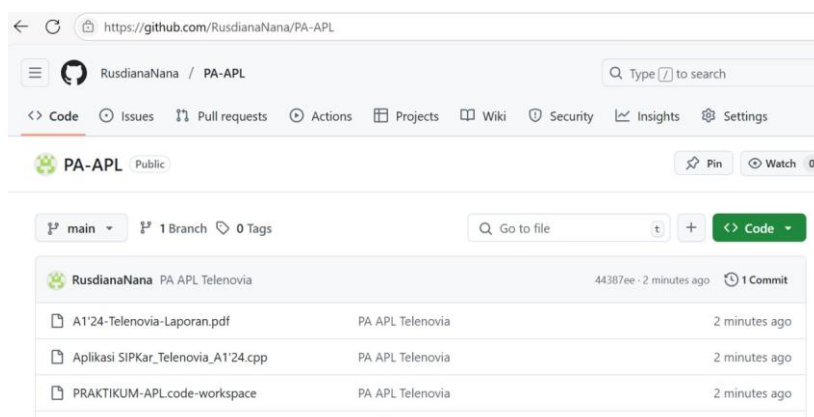 https://github.com/RusdianaNana/PA-APL
RusdianaNana / PA-APL
Type / to search
Code Issues Pull requests Actions Projects Wiki Security Insights Settings
PA-APL Public
Pin Watch 0
main 1 Branch 0 Tags
Go to file t + <> Code
RusdianaNana PA APL Telenovia 44387ee · 2 minutes ago 1 Commit
A1'24-Telenovia-Laporan.pdf PA APL Telenovia 2 minutes ago
Aplikasi SIPKar_Telenovia_A1'24.cpp PA APL Telenovia 2 minutes ago
PRAKTIKUM-APL.code-workspace PA APL Telenovia 2 minutes ago